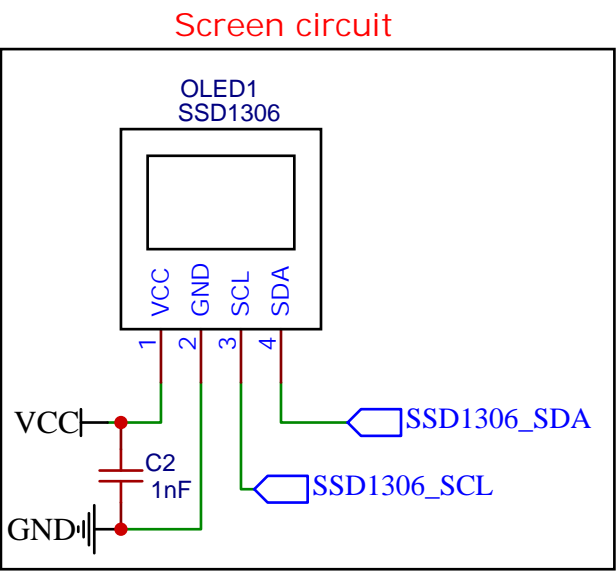 Screen circuit
OLED1
SSD1306
VCC
GND
SCL
SDA
1
2
3
4
VCC
SSD1306_SDA
C2
1nF
SSD1306_SCL
GND